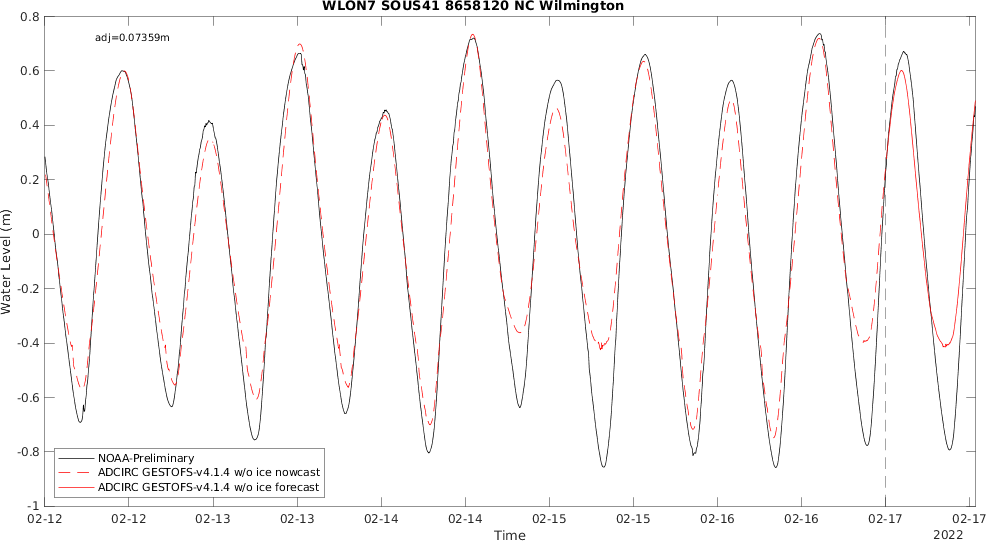 WLON7 SOUS41 8658120 NC Wilmington
adj=0.07359m
0.8
0.6
0.4
0.2
0
-0.2
-0.4
-0.6
-0.8
-1
Water Level (m)
NOAA-Preliminary
ADCIRC GESTOFS-v4.1.4 w/o ice nowcast
ADCIRC GESTOFS-v4.1.4 w/o ice forecast
02-12 02-12 02-13 02-13 02-14 02-14 02-15 02-15 02-16 02-16 02-17 02-17
Time
2022